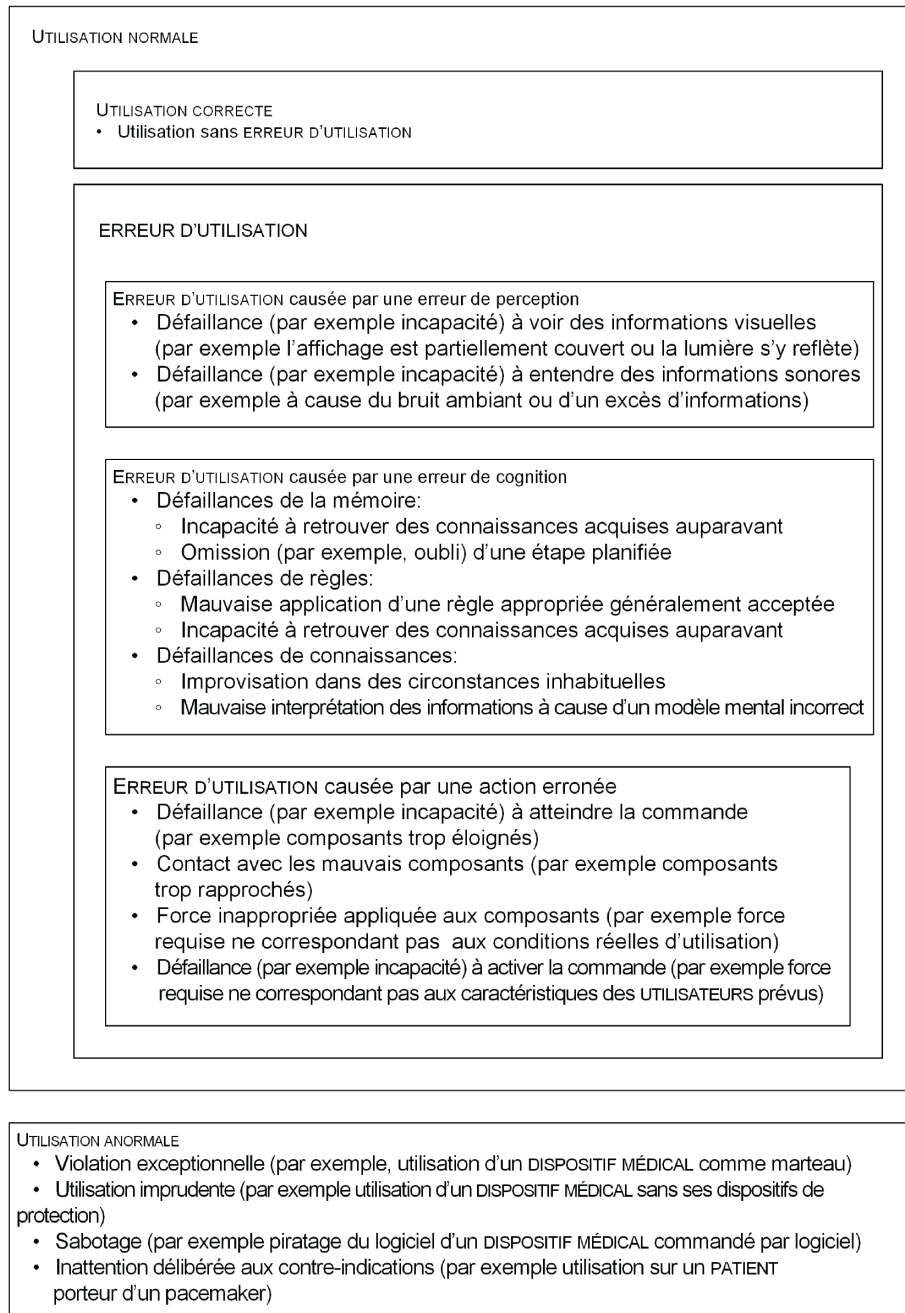 UTILISATION NORMALE
UTILISATION CORRECTE
• Utilisation sans ERREUR D'UTILISATION
ERREUR D'UTILISATION
ERREUR D'UTILISATION causée par une erreur de perception
• Défaillance (par exemple incapacité) à voir des informations visuelles
(par exemple l'affichage est partiellement couvert ou la lumière s'y reflète)
• Défaillance (par exemple incapacité) à entendre des informations sonores
(par exemple à cause du bruit ambiant ou d'un excès d'informations)
ERREUR D'UTILISATION causée par une erreur de cognition
• Défaillances de la mémoire:
◦ Incapacité à retrouver des connaissances acquises auparavant
◦ Omission (par exemple, oubli) d'une étape planifiée
• Défaillances de règles:
◦ Mauvaise application d'une règle appropriée généralement acceptée
◦ Incapacité à retrouver des connaissances acquises auparavant
• Défaillances de connaissances:
◦ Improvisation dans des circonstances inhabituelles
◦ Mauvaise interprétation des informations à cause d'un modèle mental incorrect
ERREUR D'UTILISATION causée par une action erronée
• Défaillance (par exemple incapacité) à atteindre la commande
(par exemple composants trop éloignés)
• Contact avec les mauvais composants (par exemple composants
trop rapprochés)
• Force inappropriée appliquée aux composants (par exemple force
requise ne correspondant pas aux conditions réelles d'utilisation)
• Défaillance (par exemple incapacité) à activer la commande (par exemple force
requise ne correspondant pas aux caractéristiques des UTILISATEURS prévus)
UTILISATION ANORMALE
• Violation exceptionnelle (par exemple, utilisation d'un DISPOSITIF MÉDICAL comme marteau)
• Utilisation imprudente (par exemple utilisation d'un DISPOSITIF MÉDICAL sans ses dispositifs de
protection)
• Sabotage (par exemple piratage du logiciel d'un DISPOSITIF MÉDICAL commandé par logiciel)
• Inattention délibérée aux contre-indications (par exemple utilisation sur un PATIENT
porteur d'un pacemaker)